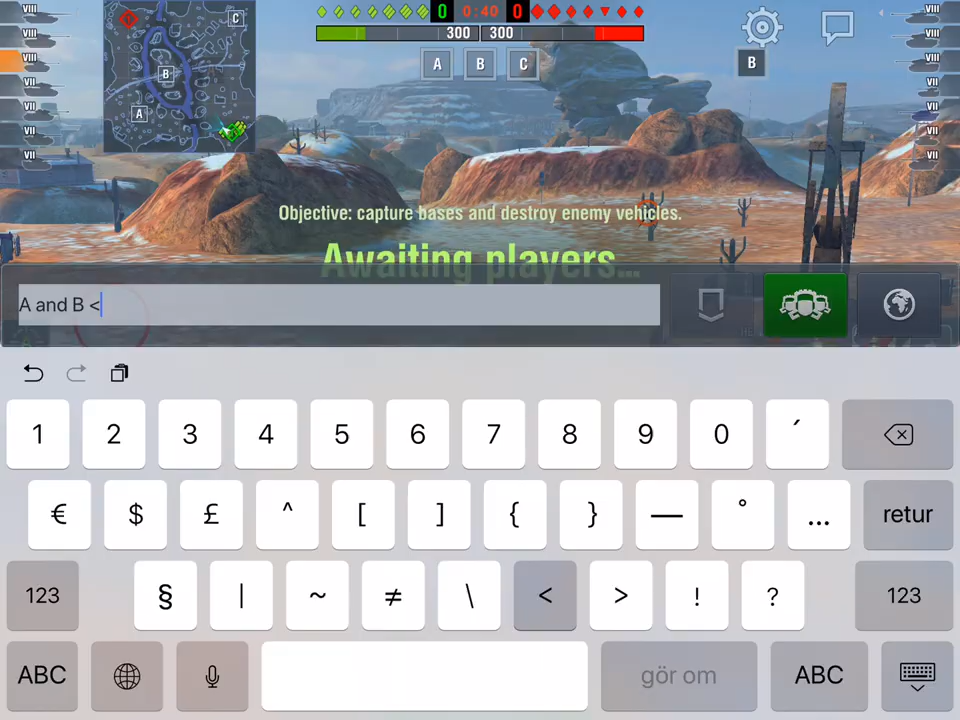 VIII
VIII
VIII
VII
VII
VII
VII
C
B
A
0 0:40 0
300 300
A B C
B
VIII
VIII
VIII
VII
VII
VII
VII
Objective: capture bases and destroy enemy vehicles.
Awaiting players...
A and B <
1 2 3 4 5 6 7 8 9 0 ´
€ $ £ ^ [ ] { } — ° ... retur
123 § | ~ ≠ \ < > ! ? 123
ABC gör om ABC